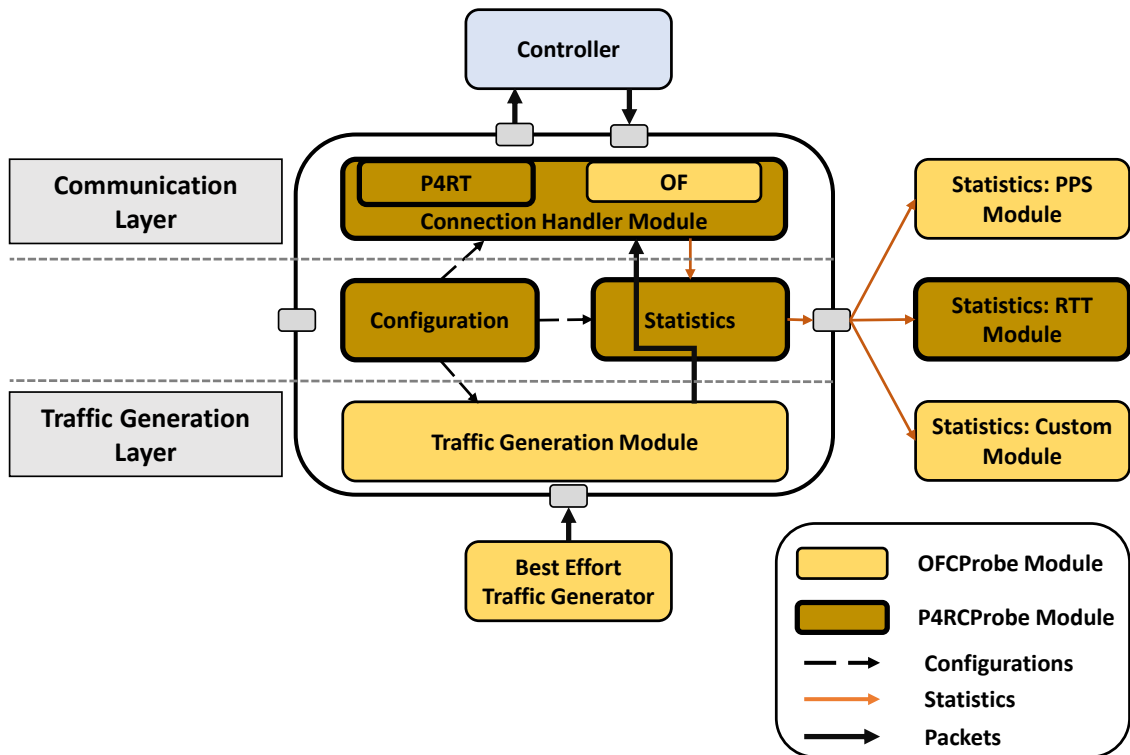 Controller
Communication
Layer
P4RT
OF
Connection Handler Module
Statistics: PPS
Module
Configuration
Statistics
Statistics: RTT
Module
Traffic Generation
Layer
Traffic Generation Module
Statistics: Custom
Module
Best Effort
Traffic Generator
OFCProbe Module
P4RCProbe Module
Configurations
Statistics
Packets